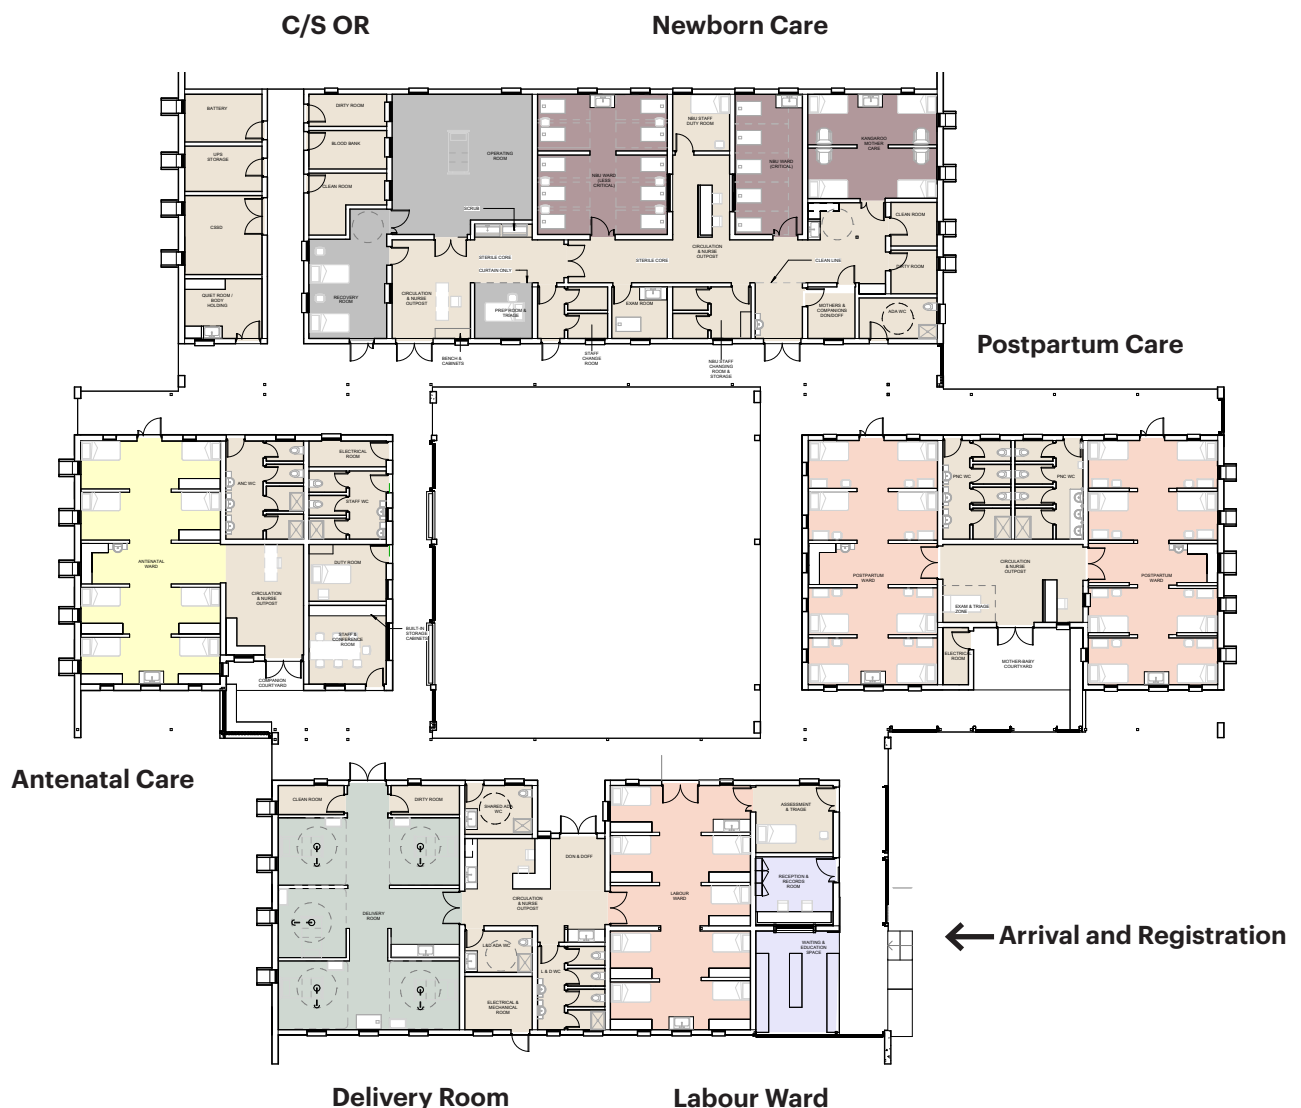 C/S OR
Newborn Care
BATTERY
UPS
STORAGE
CSSD
QUIET ROOM /
BODY
HOLDING
DIRTY ROOM
BLOOD BANK
CLEAN ROOM
RECOVERY
ROOM
OPERATING
ROOM
SCRUB
STERILE CORE
CURTAIN ONLY
CIRCULATION
& NURSE
OUTPOST
PREP ROOM &
TRIAGE
BENCH &
CABINETS
NBU WARD
(LESS
CRITICAL)
NBU STAFF
DUTY ROOM
NBU WARD
(CRITICAL)
KANGAROO
MOTHER
CARE
CIRCULATION
& NURSE
OUTPOST
STERILE CORE
CLEAN LINE
CLEAN ROOM
DIRTY ROOM
EXAM ROOM
STAFF
CHANGE
ROOM
NBU STAFF
CHANGING
ROOM &
STORAGE
MOTHERS &
COMPANIONS
DON/DOFF
ADA WC
Postpartum Care
ANTENATAL
WARD
ANC WC
ELECTRICAL
ROOM
STAFF WC
DUTY ROOM
CIRCULATION
& NURSE
OUTPOST
STAFF &
CONFERENCE
ROOM
BUILT-IN
STORAGE
CABINETS
COMPANION
COURTYARD
POSTPARTUM
WARD
PNC WC
PNC WC
CIRCULATION
& NURSE
OUTPOST
EXAM & TRIAGE
ZONE
ELECTRICAL
ROOM
MOTHER-BABY
COURTYARD
POSTPARTUM
WARD
Antenatal Care
CLEAN ROOM
DIRTY ROOM
SHARED ADA
WC
DELIVERY
ROOM
CIRCULATION
& NURSE
OUTPOST
DON & DOFF
L&D ADA WC
L & D WC
ELECTRICAL &
MECHANICAL
ROOM
LABOUR
WARD
ASSESSMENT
& TRIAGE
RECEPTION &
RECORDS
ROOM
WAITING &
EDUCATION
SPACE
Arrival and Registration
Delivery Room
Labour Ward